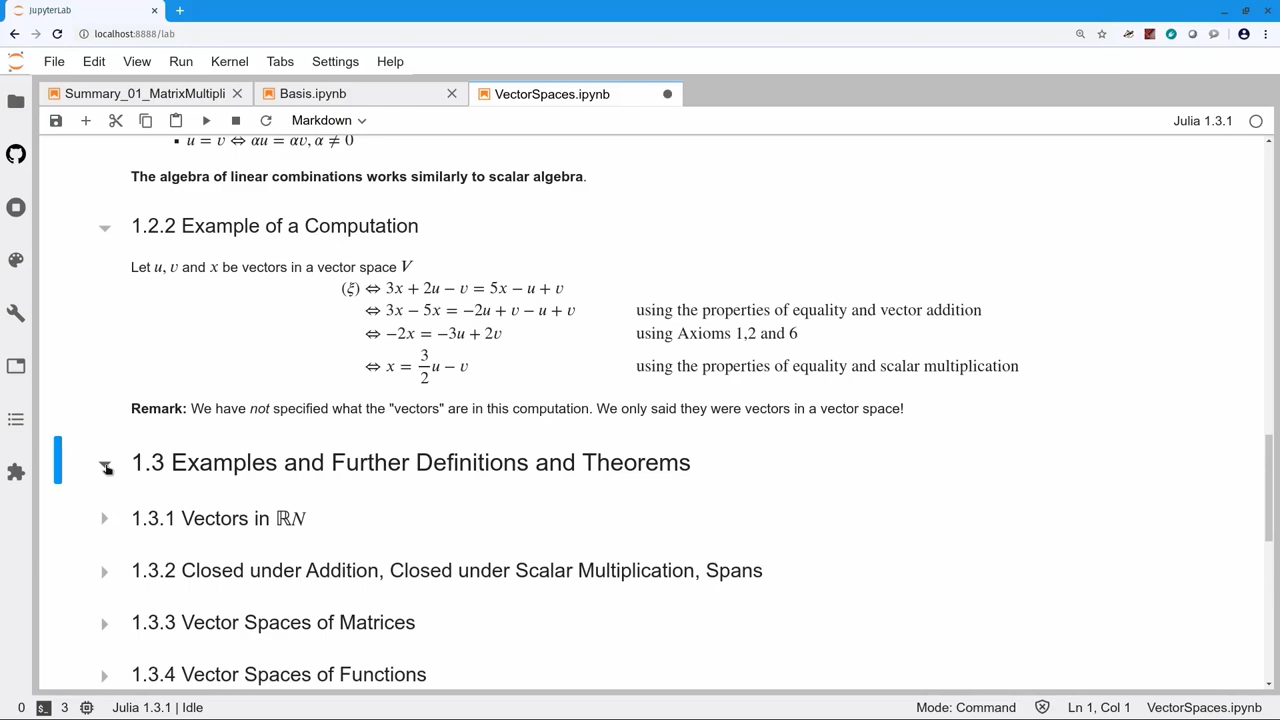 JupyterLab
localhost:8888/lab
File Edit View Run Kernel Tabs Settings Help
Summary_01_MatrixMultipli Basis.ipynb VectorSpaces.ipynb
Markdown Julia 1.3.1
▪ u = v ⇔ αu = αv, α ≠ 0
The algebra of linear combinations works similarly to scalar algebra.
1.2.2 Example of a Computation
Let u, v and x be vectors in a vector space V
(ξ) ⇔ 3x + 2u − v = 5x − u + v
⇔ 3x − 5x = −2u + v − u + v using the properties of equality and vector addition
⇔ −2x = −3u + 2v using Axioms 1,2 and 6
⇔ x = 3/2 u − v using the properties of equality and scalar multiplication
Remark: We have not specified what the "vectors" are in this computation. We only said they were vectors in a vector space!
1.3 Examples and Further Definitions and Theorems
1.3.1 Vectors in ℝN
1.3.2 Closed under Addition, Closed under Scalar Multiplication, Spans
1.3.3 Vector Spaces of Matrices
1.3.4 Vector Spaces of Functions
0 3 Julia 1.3.1 | Idle Mode: Command Ln 1, Col 1 VectorSpaces.ipynb